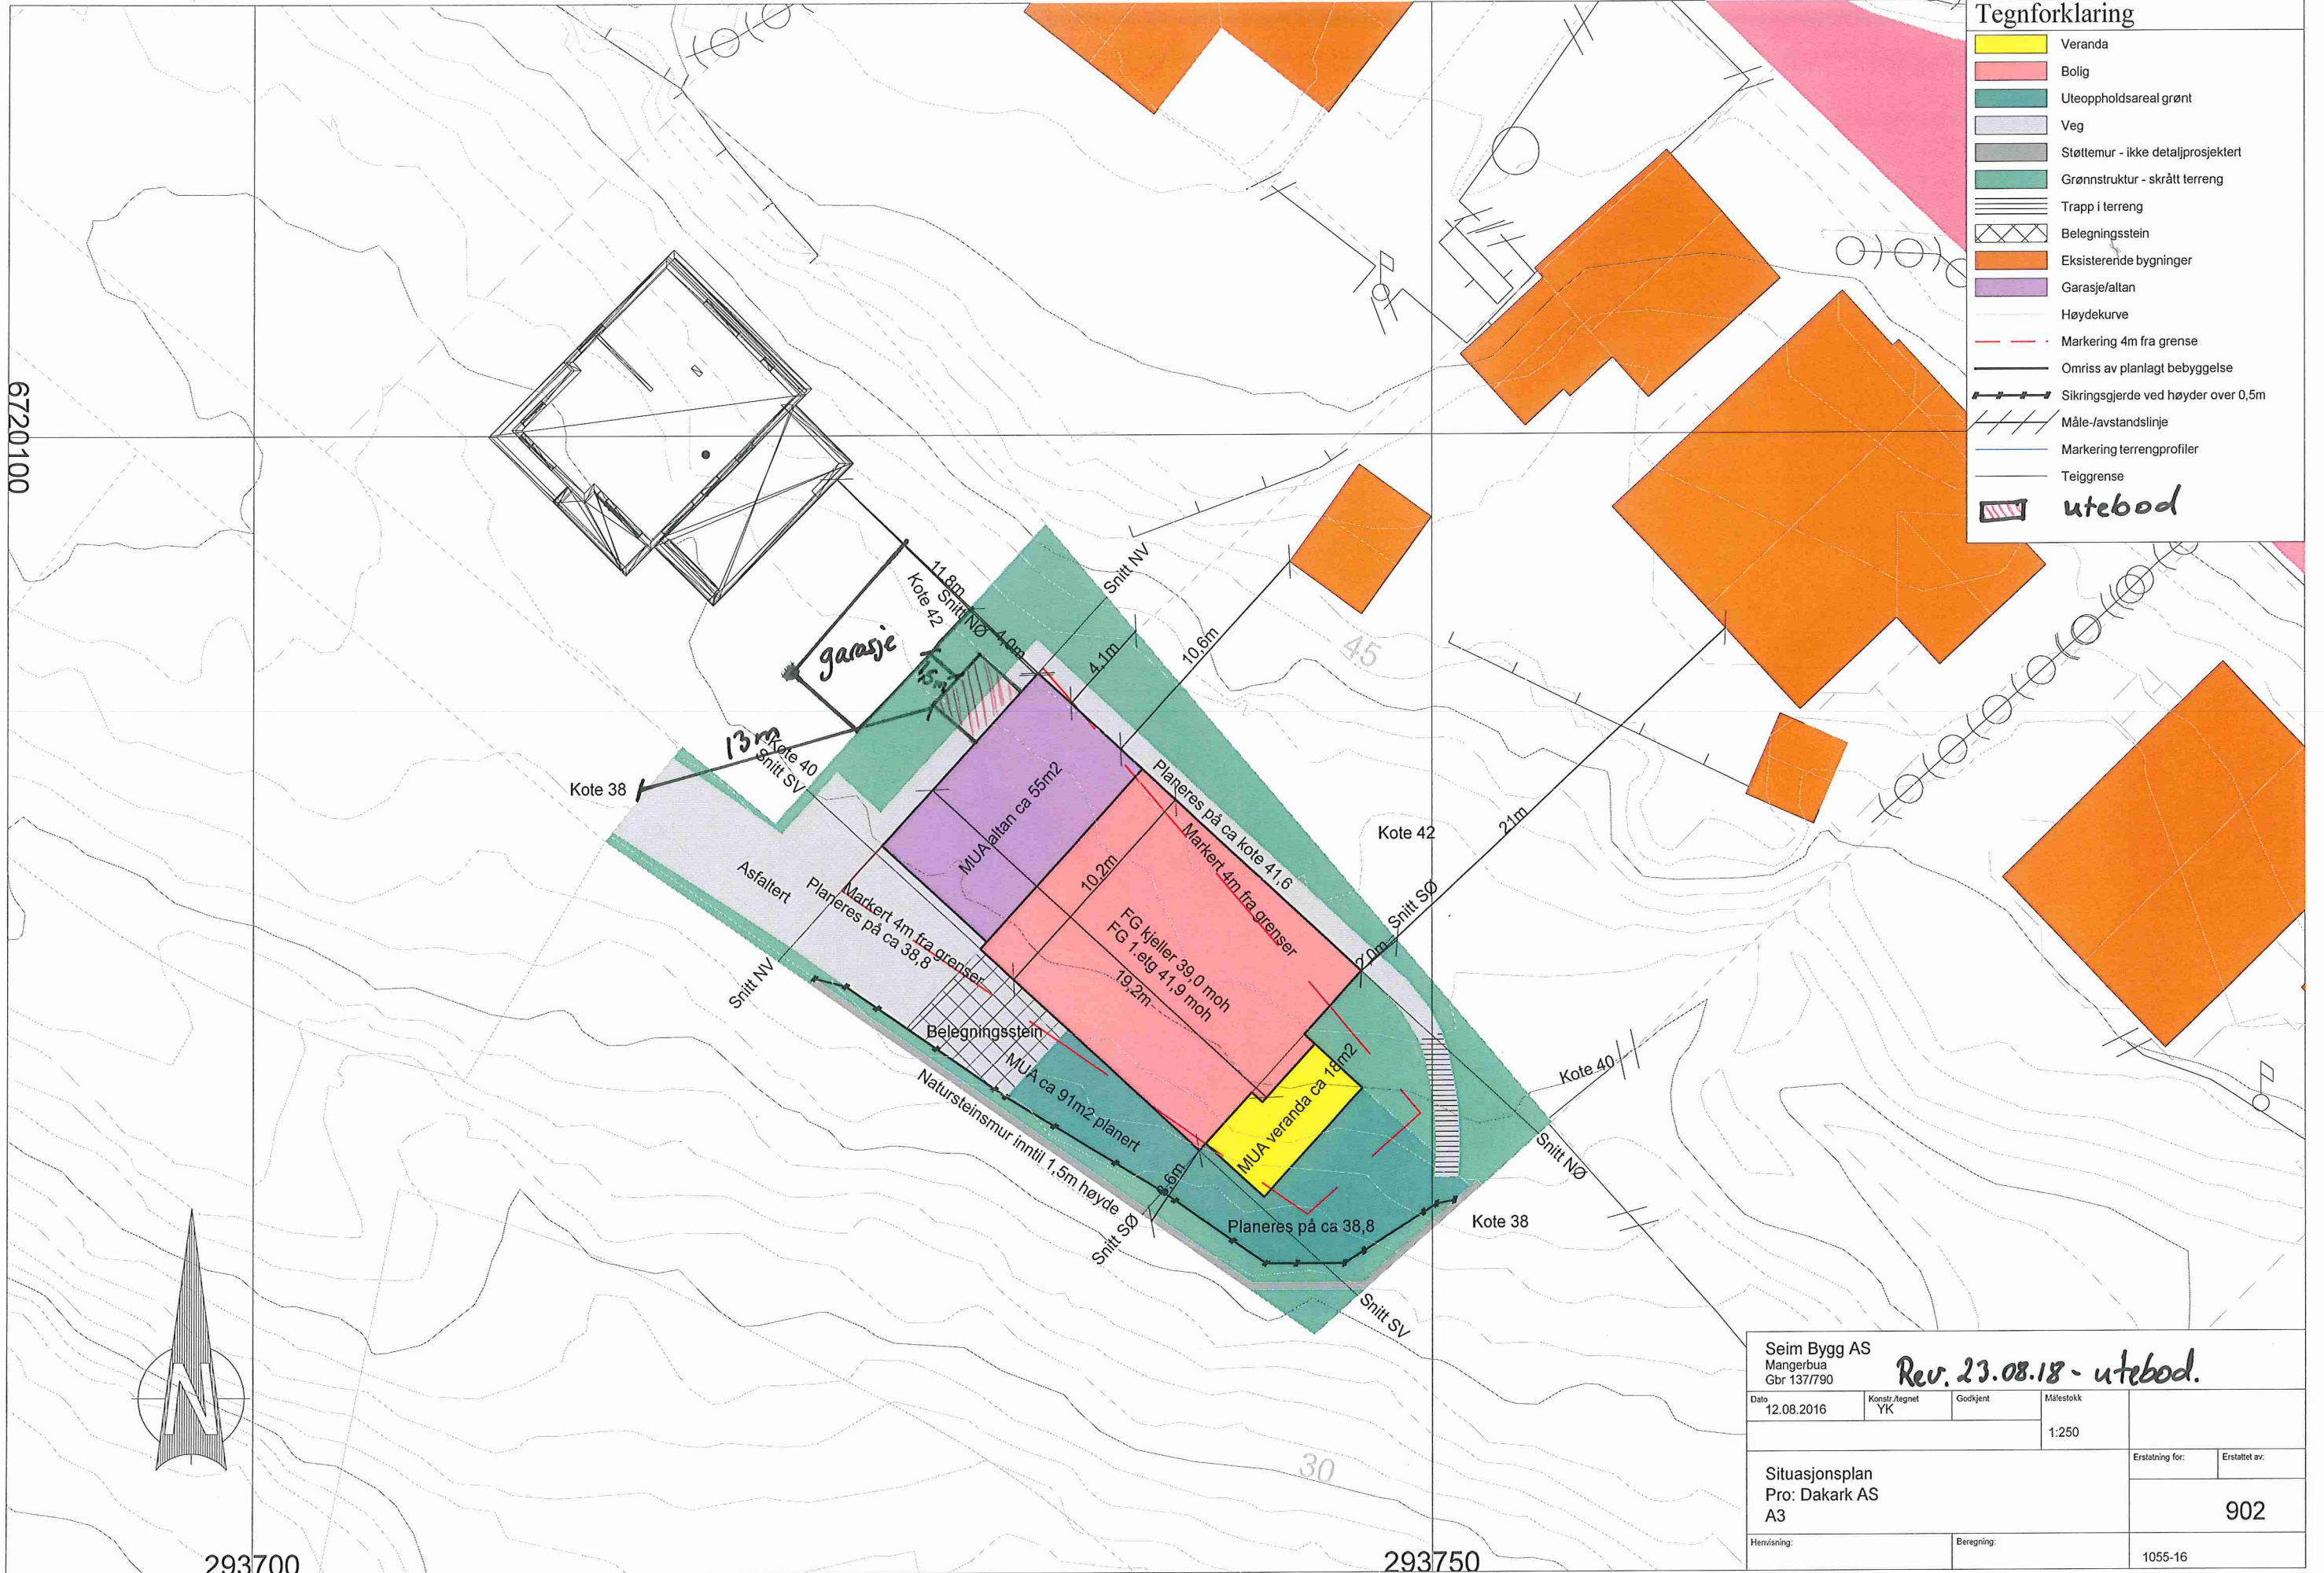 Tegnforklaring
Veranda
Bolig
Uteoppholdsareal grønt
Veg
Støttemur - ikke detaljprosjektert
Grønnstruktur - skrått terreng
Trapp i terreng
Belegningsstein
Eksisterende bygninger
Garasje/altan
Høydekurve
Markering 4m fra grense
Omriss av planlagt bebyggelse
Sikringsgjerde ved høyder over 0,5m
Måle-/avstandslinje
Markering terrengprofiler
Teiggrense
utebod
6720100
11,8m
Kote 42
Snitt NØ
4,0m
Snitt NV
4,1m
10,6m
45
garasje
1,5m
13m
Kote 40
Snitt SV
Kote 38
MUA altan ca 55m2
Planeres på ca kote 41,6
Markert 4m fra grenser
10,2m
Kote 42
21m
Asfaltert
Markert 4m fra grenser
Planeres på ca 38,8
FG kjeller 39,0 moh
FG 1.etg 41,9 moh
19,2m
2,0m
Snitt SØ
Snitt NV
Belegningsstein
MUA ca 91m2 planert
Natursteinsmur inntil 1,5m høyde
MUA veranda ca 18m2
Kote 40
Snitt NØ
Snitt SØ
Planeres på ca 38,8
Kote 38
Snitt SV
30
N
293700
293750
Seim Bygg AS
Mangerbua
Gbr 137/790
Rev. 23.08.18 - utebod.
Dato
12.08.2016
Konstr./tegnet
YK
Godkjent
Målestokk
1:250
Situasjonsplan
Pro: Dakark AS
A3
Erstatning for:
Erstattet av:
902
Henvisning:
Beregning:
1055-16